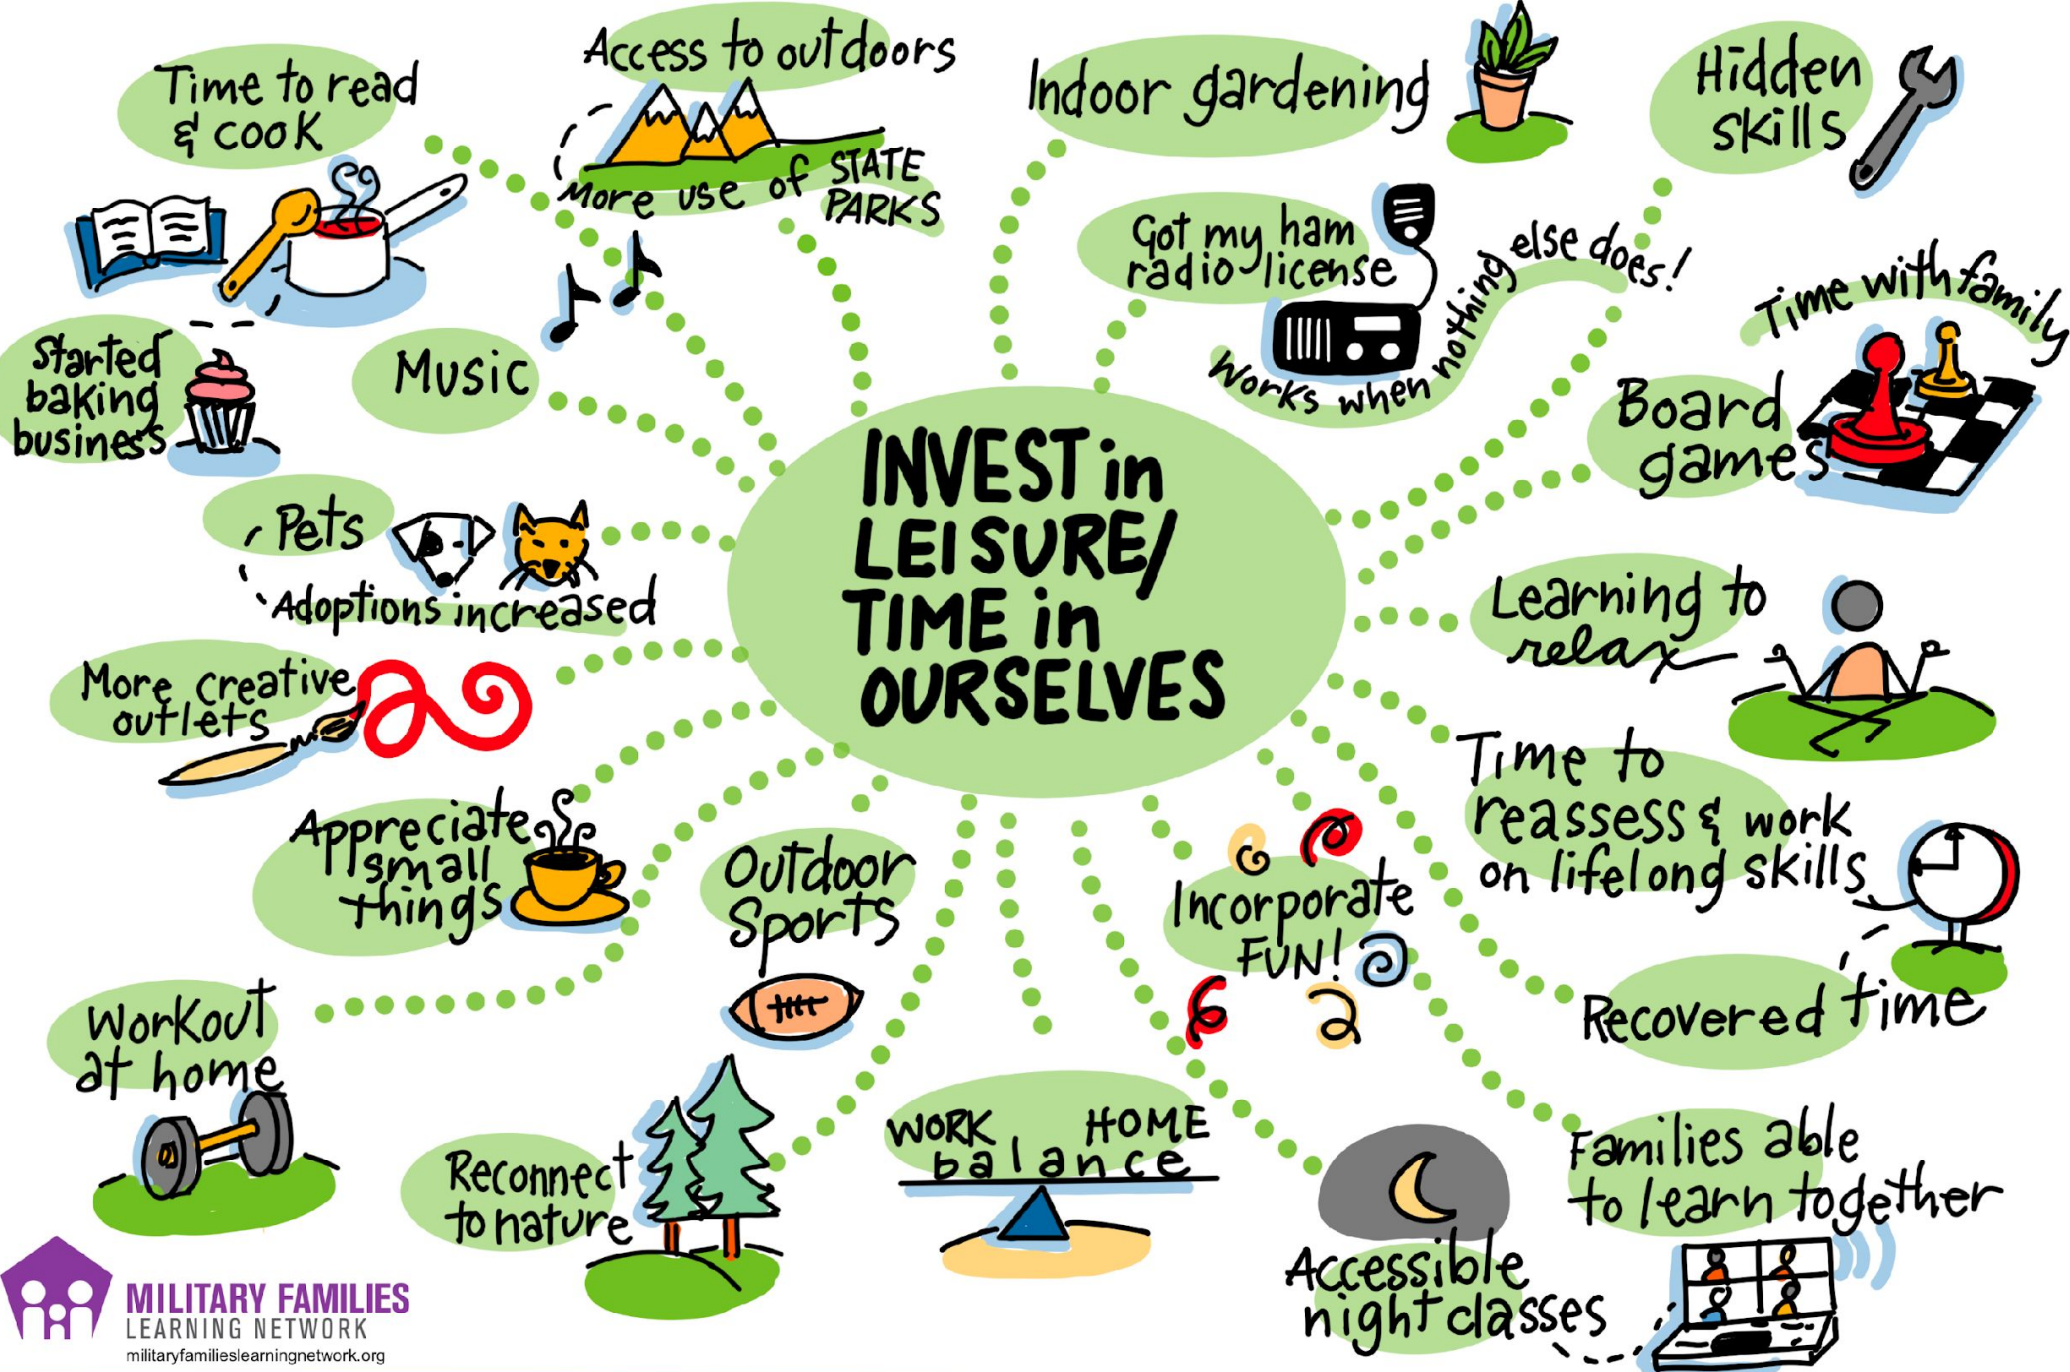 Time to read
& cook
Access to outdoors
More use of STATE
PARKS
Indoor gardening
Hidden
skills
Got my ham
radio license
Works when nothing else does!
Time with family
Board
games
Started
baking
business
Music
Pets
Adoptions increased
INVEST in
LEISURE/
TIME in
OURSELVES
Learning to
relax
More creative
outlets
Time to
reassess & work
on lifelong skills
Appreciate
small
things
Outdoor
Sports
Incorporate
FUN!
Recovered time
Workout
at home
Reconnect
to nature
WORK HOME
balance
Families able
to learn together
Accessible
night classes
MILITARY FAMILIES
LEARNING NETWORK
militaryfamilieslearningnetwork.org